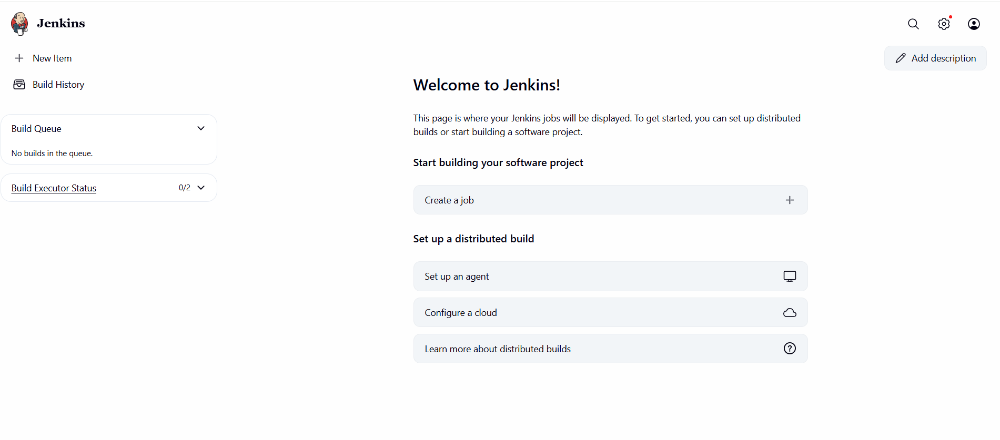 Jenkins
New Item
Add description
Build History
Welcome to Jenkins!
This page is where your Jenkins jobs will be displayed. To get started, you can set up distributed
builds or start building a software project.
Build Queue
No builds in the queue.
Start building your software project
Build Executor Status 0/2
Create a job
Set up a distributed build
Set up an agent
Configure a cloud
Learn more about distributed builds